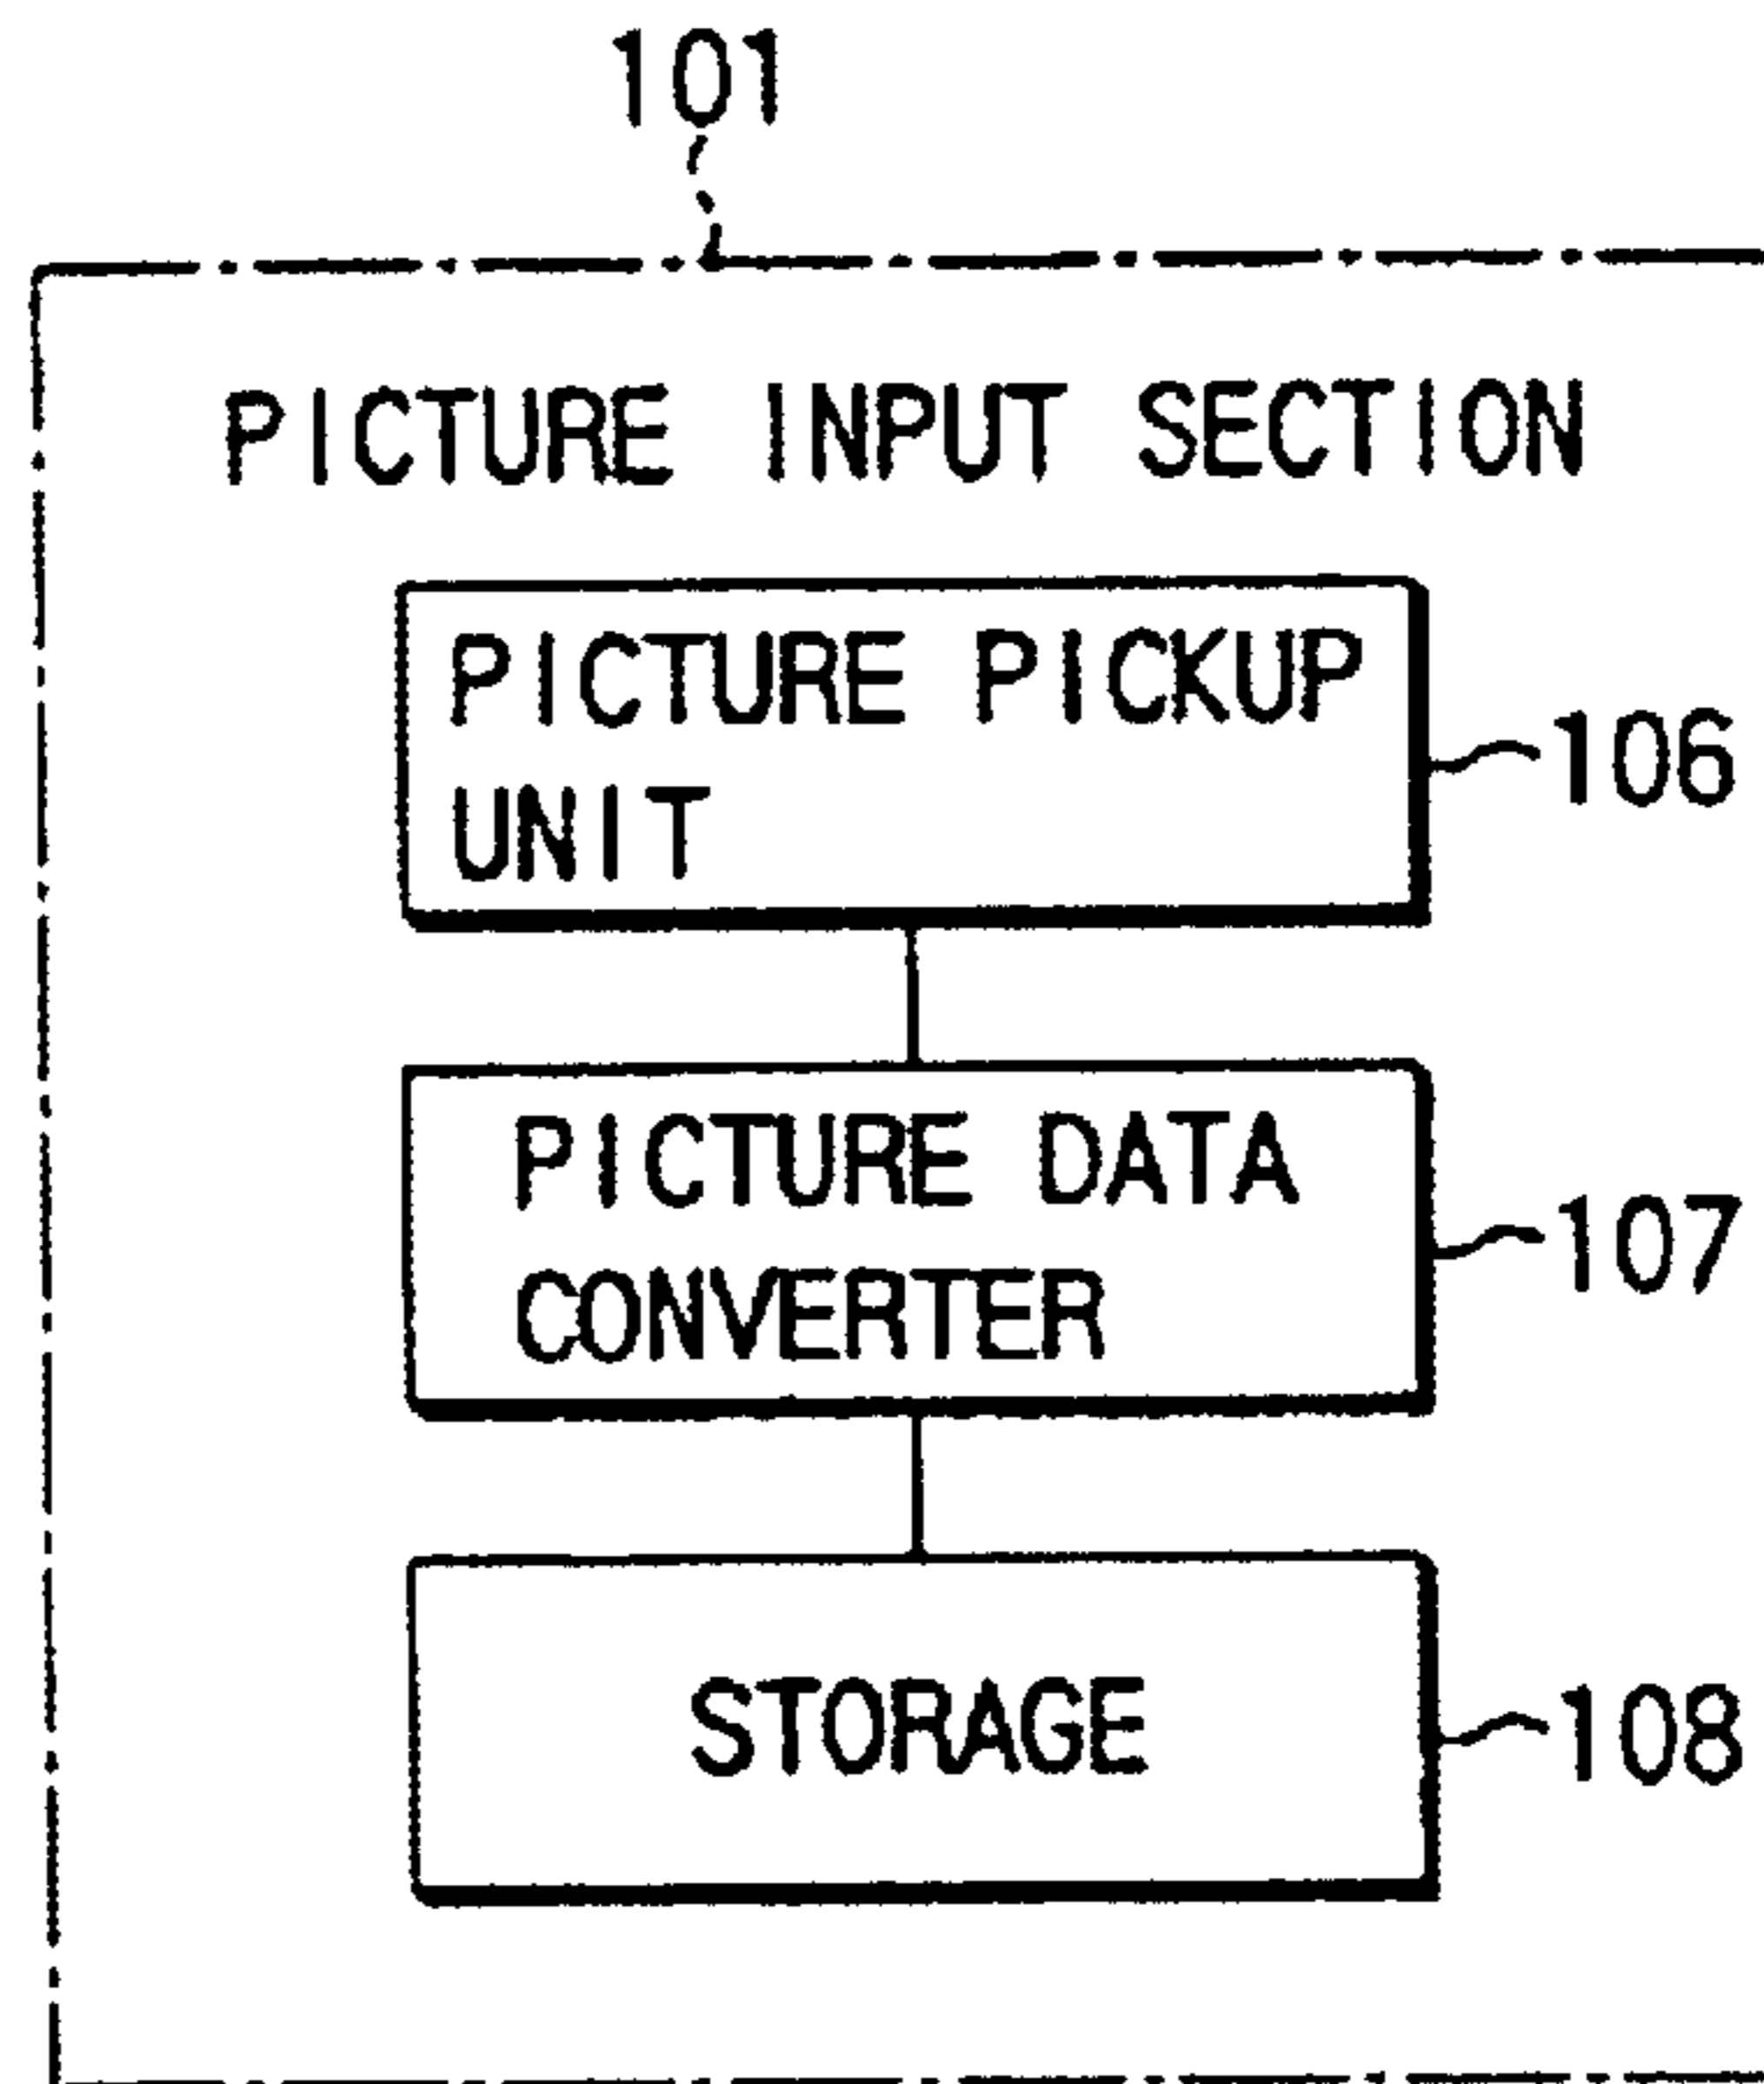 101
PICTURE INPUT SECTION
PICTURE PICKUP
UNIT
106
PICTURE DATA
CONVERTER
107
STORAGE
108